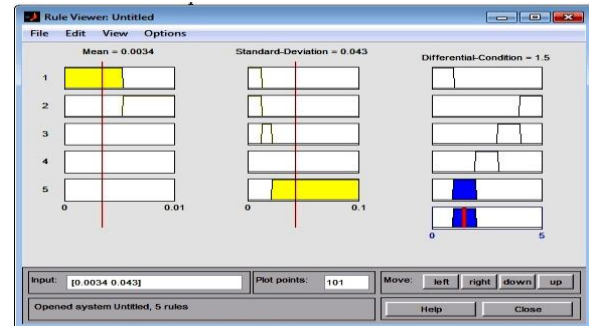 Rule Viewer: Untitled
File Edit View Options
Mean = 0.0034 Standard-Deviation = 0.043 Differential-Condition = 1.5
1
2
3
4
5
0 0.01 0 0.1
0 5
Input: [0.0034 0.043] Plot points: 101 Move: left right down up
Opened system Untitled, 5 rules Help Close